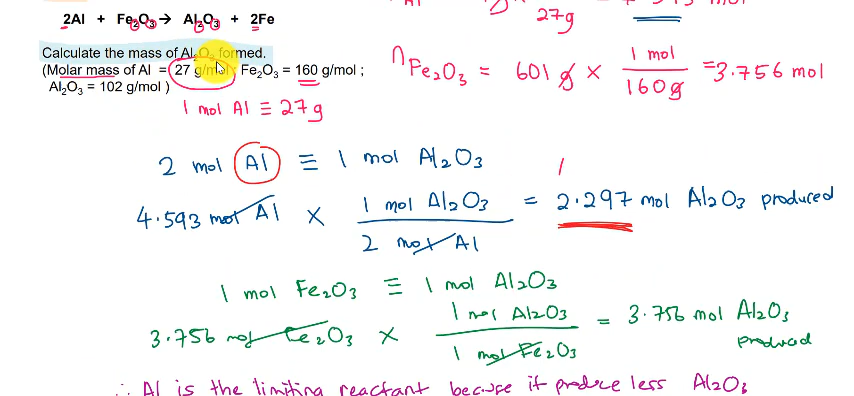 27g
2Al + Fe₂O₃ → Al₂O₃ + 2Fe
Calculate the mass of Al₂O₃ formed.
(Molar mass of Al = 27 g/mol; Fe₂O₃ = 160 g/mol ;
Al₂O₃ = 102 g/mol )
1 mol Al ≡ 27g
nFe₂O₃ = 601 g × 1 mol / 160g = 3.756 mol
2 mol Al ≡ 1 mol Al₂O₃
4.593 mol Al × 1 mol Al₂O₃ / 2 mol Al = 2.297 mol Al₂O₃ produced
1 mol Fe₂O₃ ≡ 1 mol Al₂O₃
3.756 mol Fe₂O₃ × 1 mol Al₂O₃ / 1 mol Fe₂O₃ = 3.756 mol Al₂O₃
produced
∴ Al is the limiting reactant because it produce less Al₂O₃